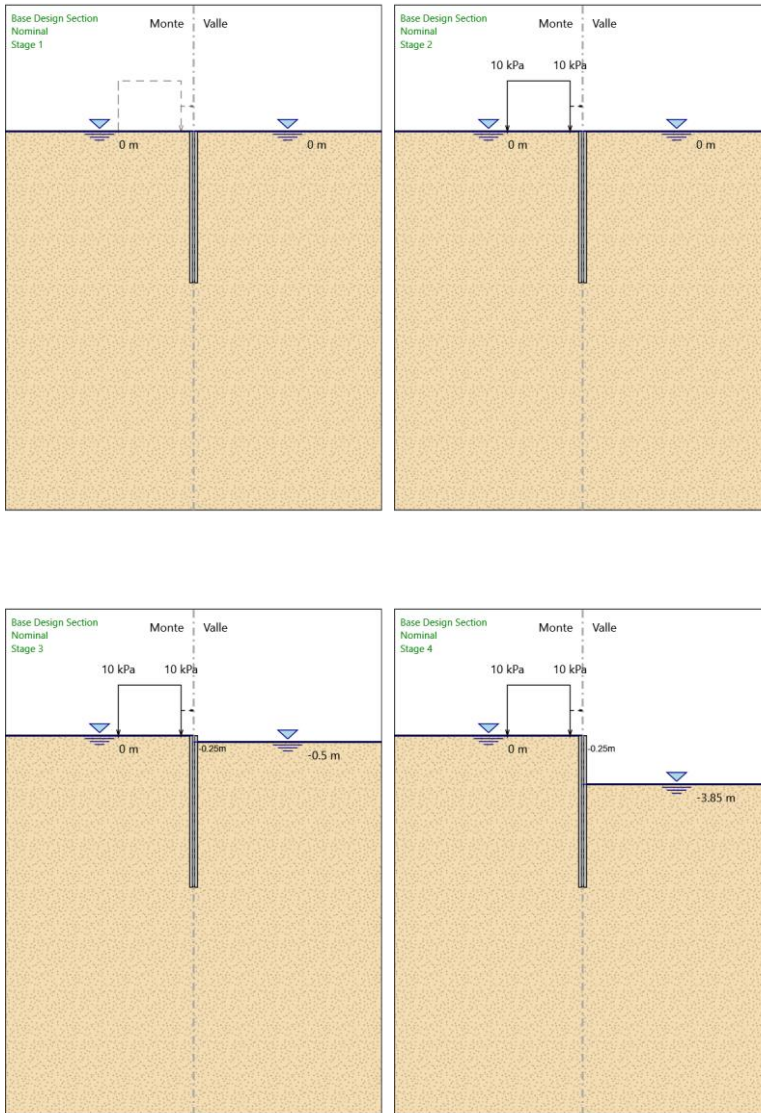 Base Design Section
Nominal
Stage 1
Monte Valle
0 m
0 m
Base Design Section
Nominal
Stage 2
Monte Valle
10 kPa 10 kPa
0 m
0 m
Base Design Section
Nominal
Stage 3
Monte Valle
10 kPa 10 kPa
0 m
-0.25m
-0.5 m
Base Design Section
Nominal
Stage 4
Monte Valle
10 kPa 10 kPa
0 m
-0.25m
-3.85 m